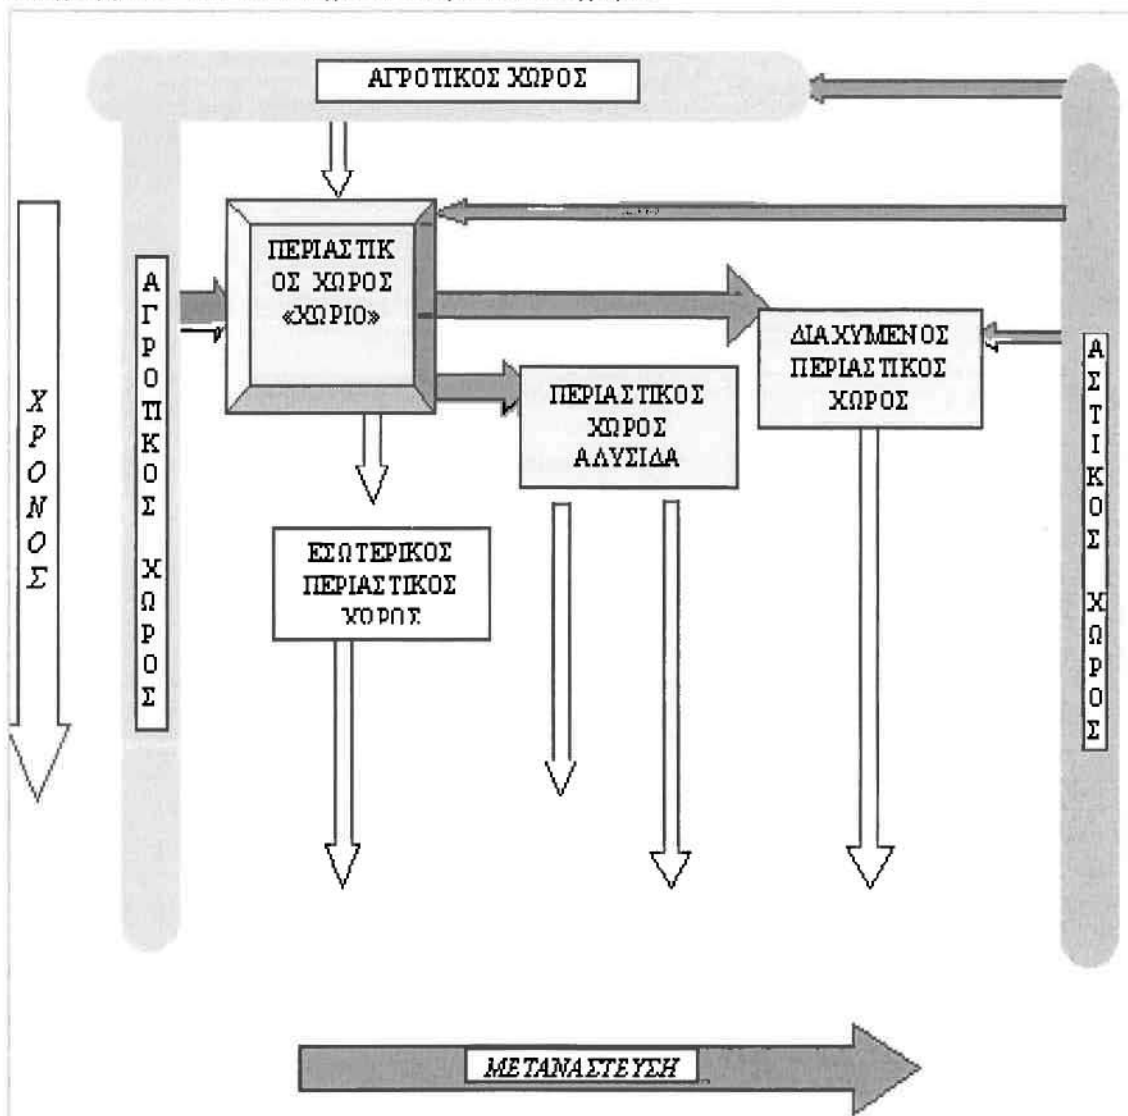 ΑΓΡΟΤΙΚΟΣ ΧΩΡΟΣ
ΠΕΡΙΑΣΤΙΚ
ΟΣ ΧΩΡΟΣ
«ΧΩΡΙΟ»
ΑΓΡΟΤΙΚΟΣ ΧΩΡΟΣ
ΧΡΟΝΟΣ
ΔΙΑΧΥΜΕΝΟΣ
ΠΕΡΙΑΣΤΙΚΟΣ
ΧΩΡΟΣ
ΠΕΡΙΑΣΤΙΚΟΣ
ΧΩΡΟΣ
ΑΛΥΣΙΔΑ
ΑΣΤΙΚΟΣ ΧΩΡΟΣ
ΕΣΩΤΕΡΙΚΟΣ
ΠΕΡΙΑΣΤΙΚΟΣ
ΧΩΡΟΣ
ΜΕΤΑΝΑΣΤΕΥΣΗ